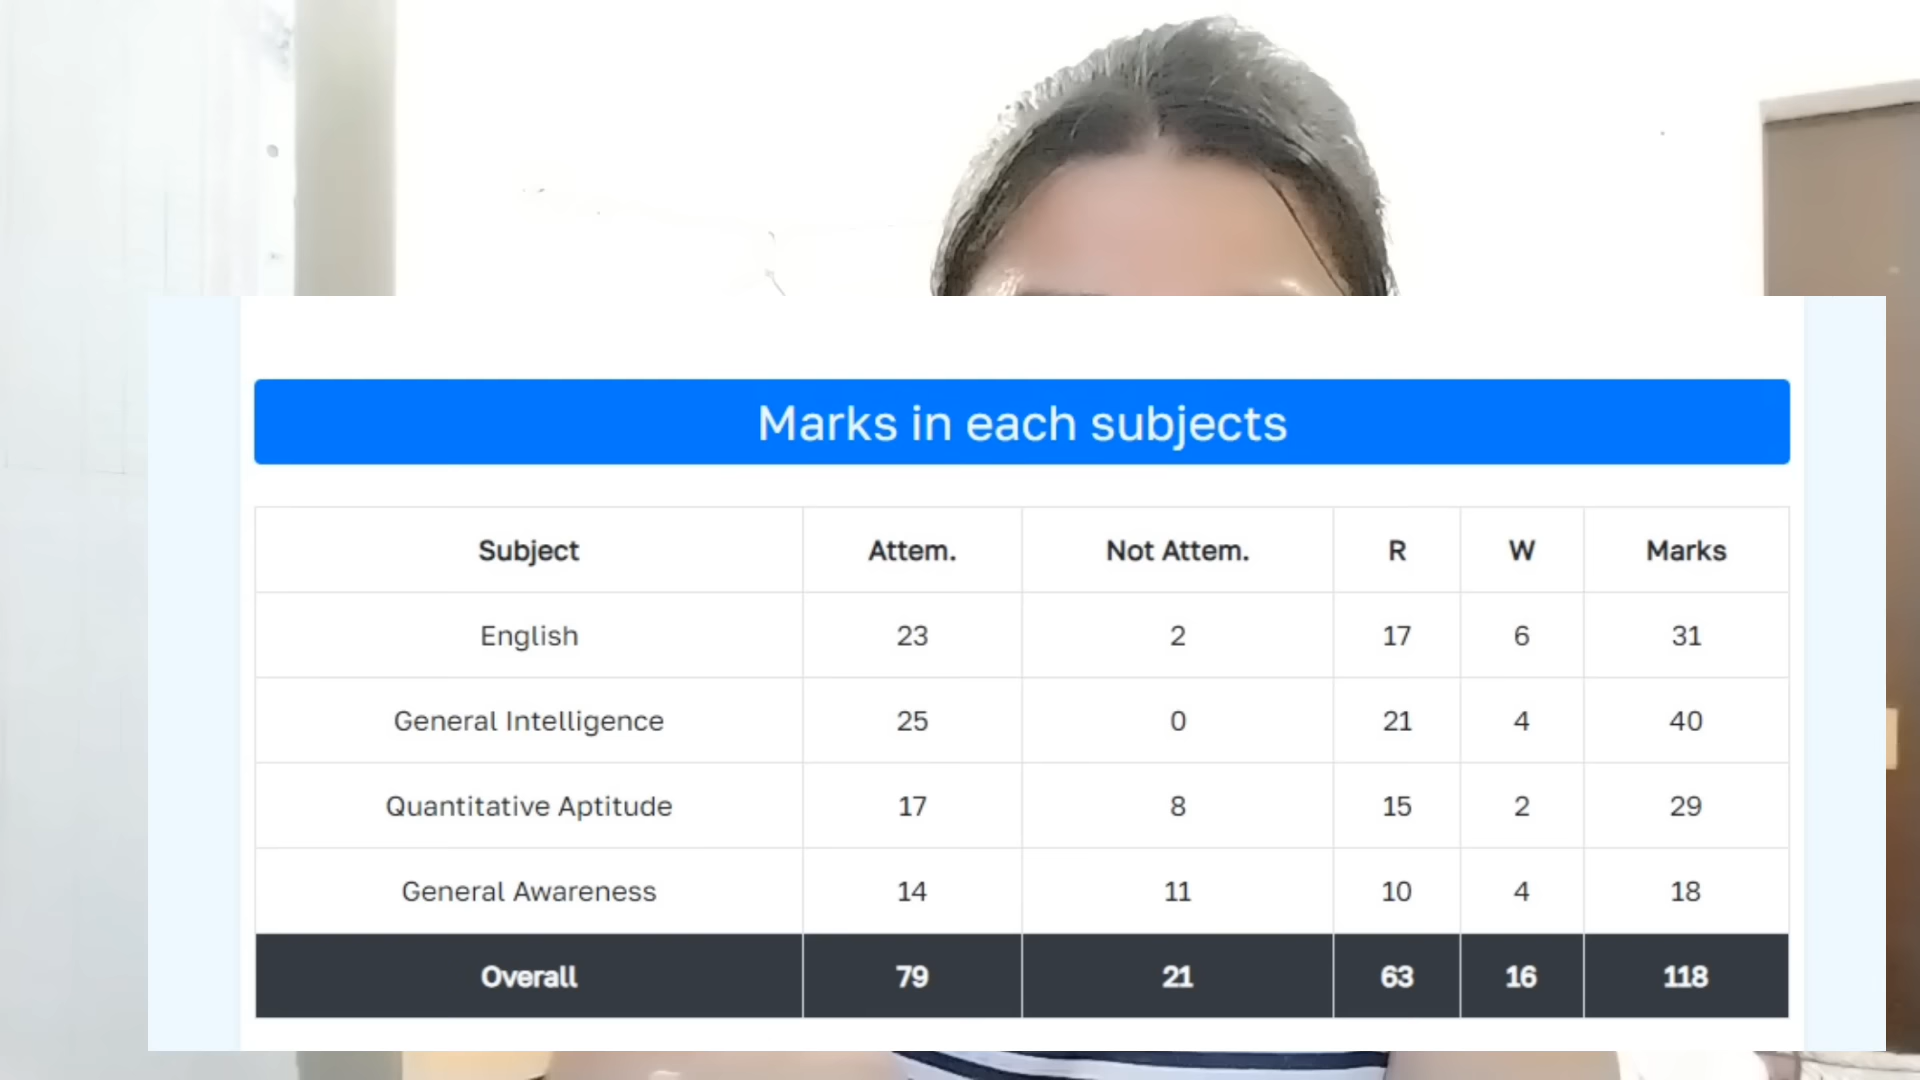 Marks in each subjects
Subject Attem. Not Attem. R W Marks
English 23 2 17 6 31
General Intelligence 25 0 21 4 40
Quantitative Aptitude 17 8 15 2 29
General Awareness 14 11 10 4 18
Overall 79 21 63 16 118